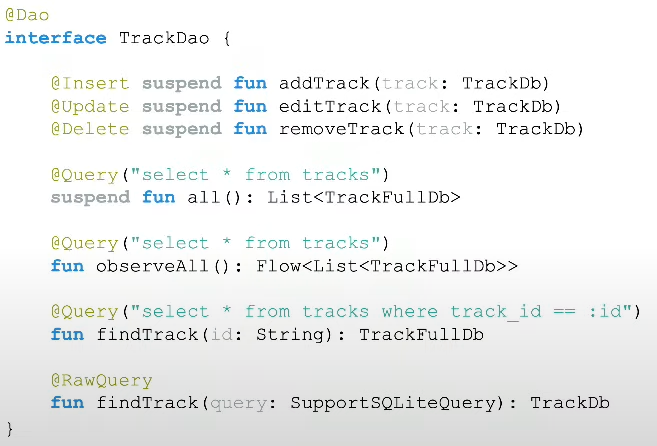 @Dao
interface TrackDao {
@Insert suspend fun addTrack(track: TrackDb)
@Update suspend fun editTrack(track: TrackDb)
@Delete suspend fun removeTrack(track: TrackDb)
@Query("select * from tracks")
suspend fun all(): List<TrackFullDb>
@Query("select * from tracks")
fun observeAll(): Flow<List<TrackFullDb>>
@Query("select * from tracks where track_id == :id")
fun findTrack(id: String): TrackFullDb
@RawQuery
fun findTrack(query: SupportSQLiteQuery): TrackDb
}